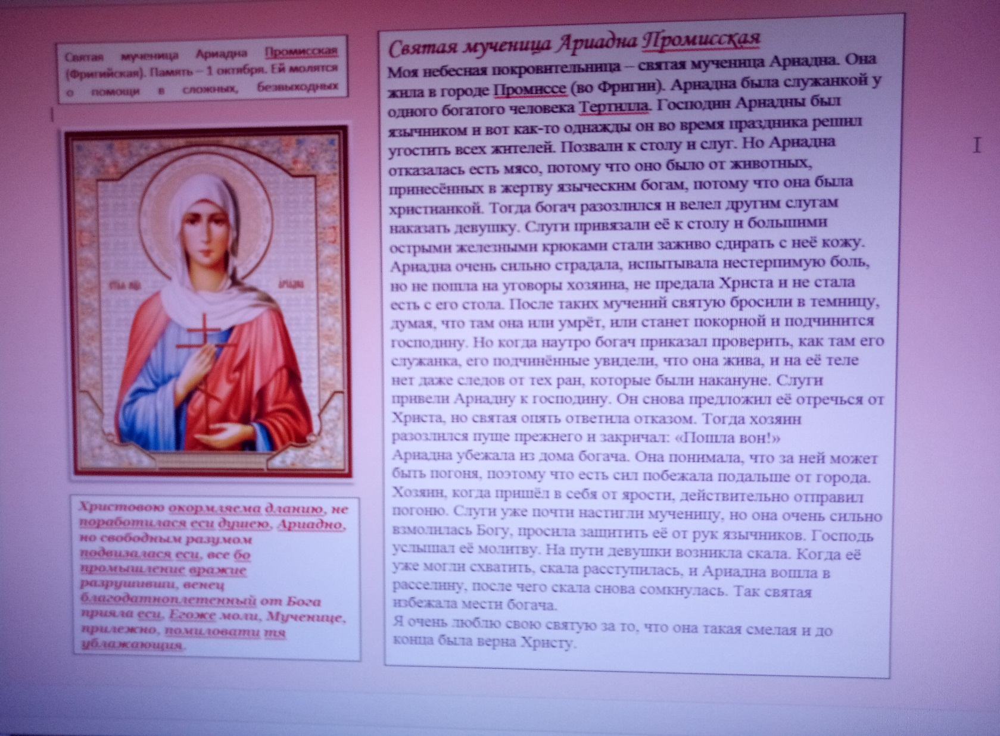 Святая мученица Ариадна Промисская
(Фригийская). Память – 1 октября. Ей молятся
о помощи в сложных, безвыходных
Христовою окормляема дланию, не
поработилася еси душею, Ариадно,
но свободным разумом
подвизалася еси, все бо
промышление вражие
разрушивши, венец
благодатноплетенный от Бога
прияла еси, Егоже моли, Мученице,
прилежно, помиловати тя
ублажающия.
Святая мученица Ариадна Промисская
Моя небесная покровительница – святая мученица Ариадна. Она
жила в городе Промиссе (во Фригии). Ариадна была служанкой у
одного богатого человека Тертилла. Господин Ариадны был
язычником и вот как-то однажды он во время праздника решил
угостить всех жителей. Позвали к столу и слуг. Но Ариадна
отказалась есть мясо, потому что оно было от животных,
принесённых в жертву языческим богам, потому что она была
христианкой. Тогда богач разозлился и велел другим слугам
наказать девушку. Слуги привязали её к столу и большими
острыми железными крюками стали заживо сдирать с неё кожу.
Ариадна очень сильно страдала, испытывала нестерпимую боль,
но не пошла на уговоры хозяина, не предала Христа и не стала
есть с его стола. После таких мучений святую бросили в темницу,
думая, что там она или умрёт, или станет покорной и подчинится
господину. Но когда наутро богач приказал проверить, как там его
служанка, его подчинённые увидели, что она жива, и на её теле
нет даже следов от тех ран, которые были накануне. Слуги
привели Ариадну к господину. Он снова предложил её отречься от
Христа, но святая опять ответила отказом. Тогда хозяин
разозлился пуще прежнего и закричал: «Пошла вон!»
Ариадна убежала из дома богача. Она понимала, что за ней может
быть погоня, поэтому что есть сил побежала подальше от города.
Хозяин, когда пришёл в себя от ярости, действительно отправил
погоню. Слуги уже почти настигли мученицу, но она очень сильно
взмолилась Богу, просила защитить её от рук язычников. Господь
услышал её молитву. На пути девушки возникла скала. Когда её
уже могли схватить, скала расступилась, и Ариадна вошла в
расселину, после чего скала снова сомкнулась. Так святая
избежала мести богача.
Я очень люблю свою святую за то, что она такая смелая и до
конца была верна Христу.